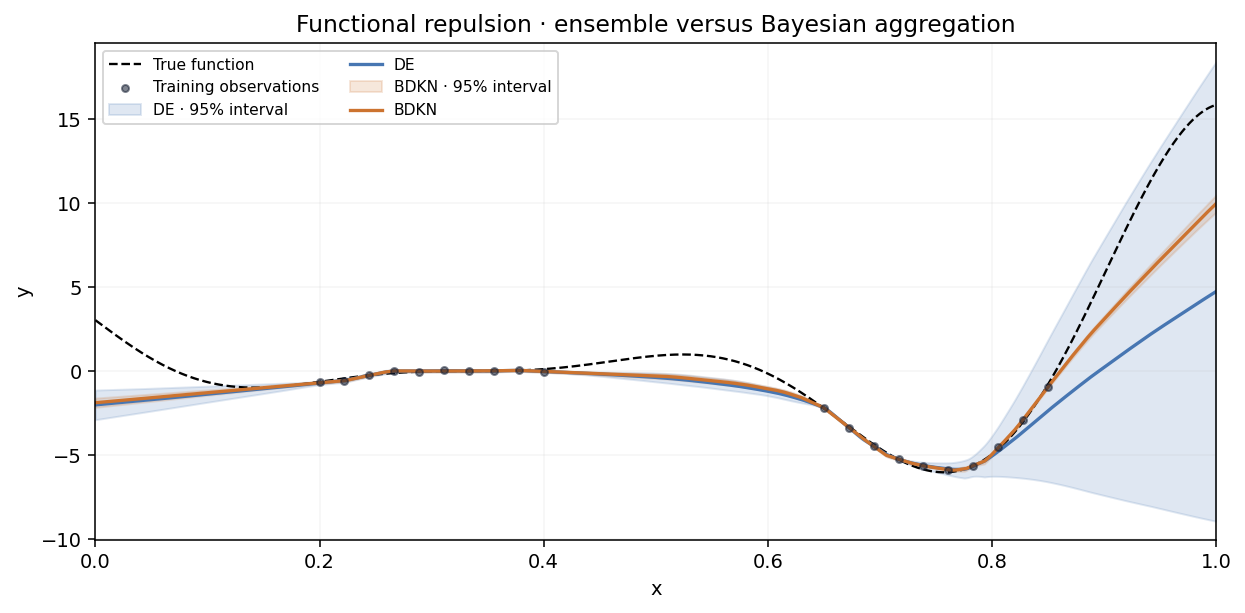 Functional repulsion · ensemble versus Bayesian aggregation
True function
Training observations
DE · 95% interval
DE
BDKN · 95% interval
BDKN
y
15
10
5
0
−5
−10
0.0
0.2
0.4
0.6
0.8
1.0
x